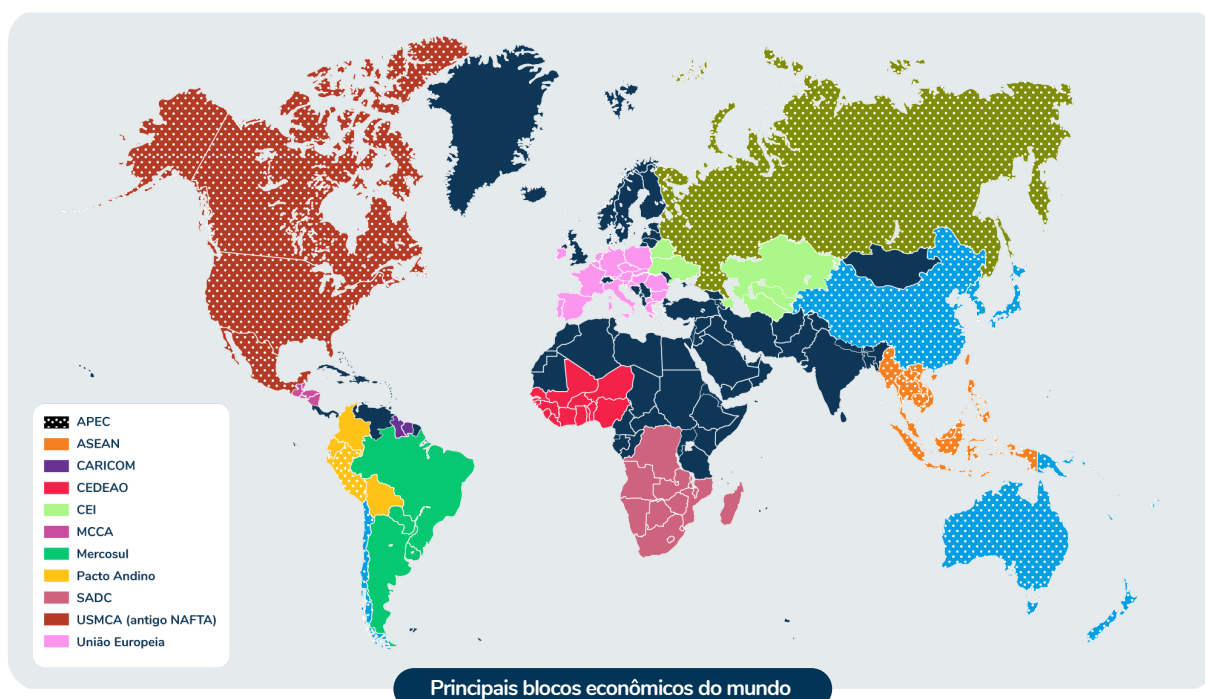 APEC
ASEAN
CARICOM
CEDEAO
CEI
MCCA
Mercosul
Pacto Andino
SADC
USMCA (antigo NAFTA)
União Europeia
Principais blocos econômicos do mundo